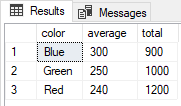 Results Messages
color average total
1 Blue 300 900
2 Green 250 1000
3 Red 240 1200